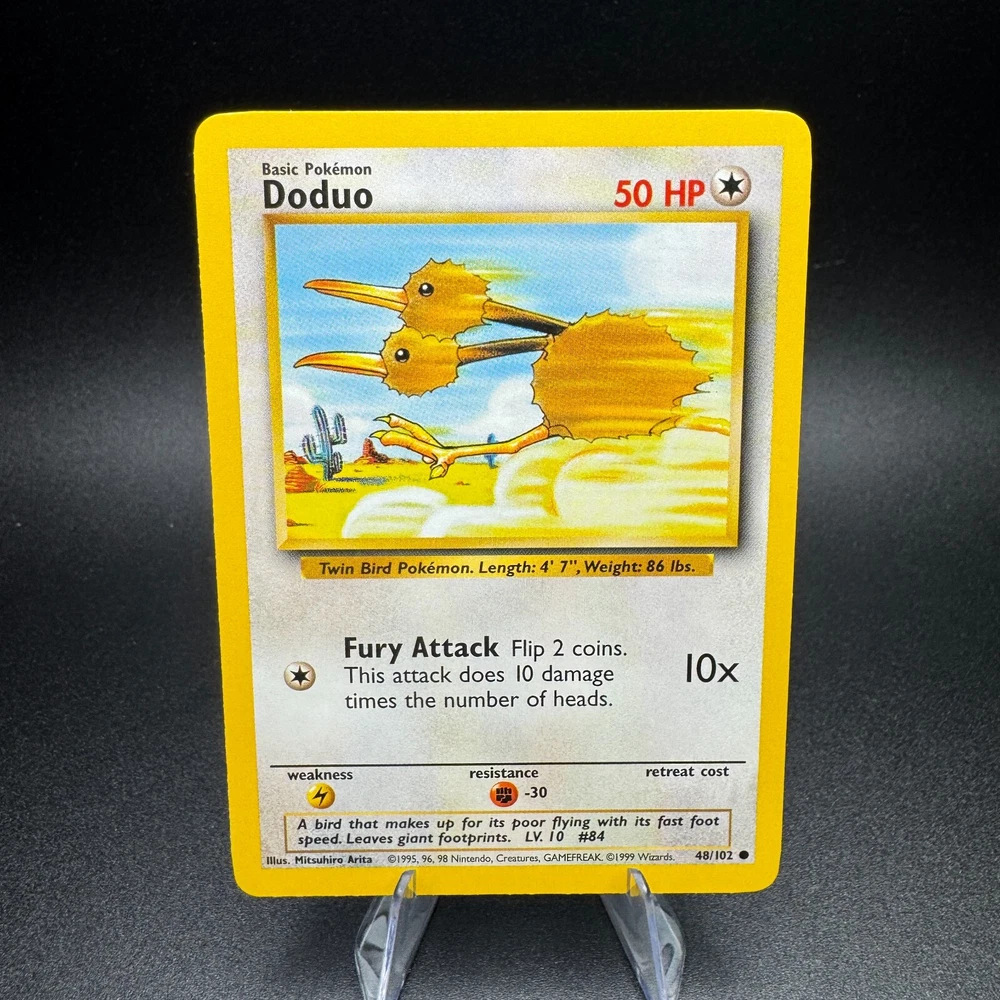 Basic Pokémon
Doduo
50 HP
Twin Bird Pokémon. Length: 4' 7", Weight: 86 lbs.
Fury Attack Flip 2 coins.
This attack does 10 damage
times the number of heads.
10x
weakness resistance retreat cost
-30
A bird that makes up for its poor flying with its fast foot
speed. Leaves giant footprints. LV. 10 #84
Illus. Mitsuhiro Arita ©1995, 96, 98 Nintendo, Creatures, GAMEFREAK. ©1999 Wizards. 48/102